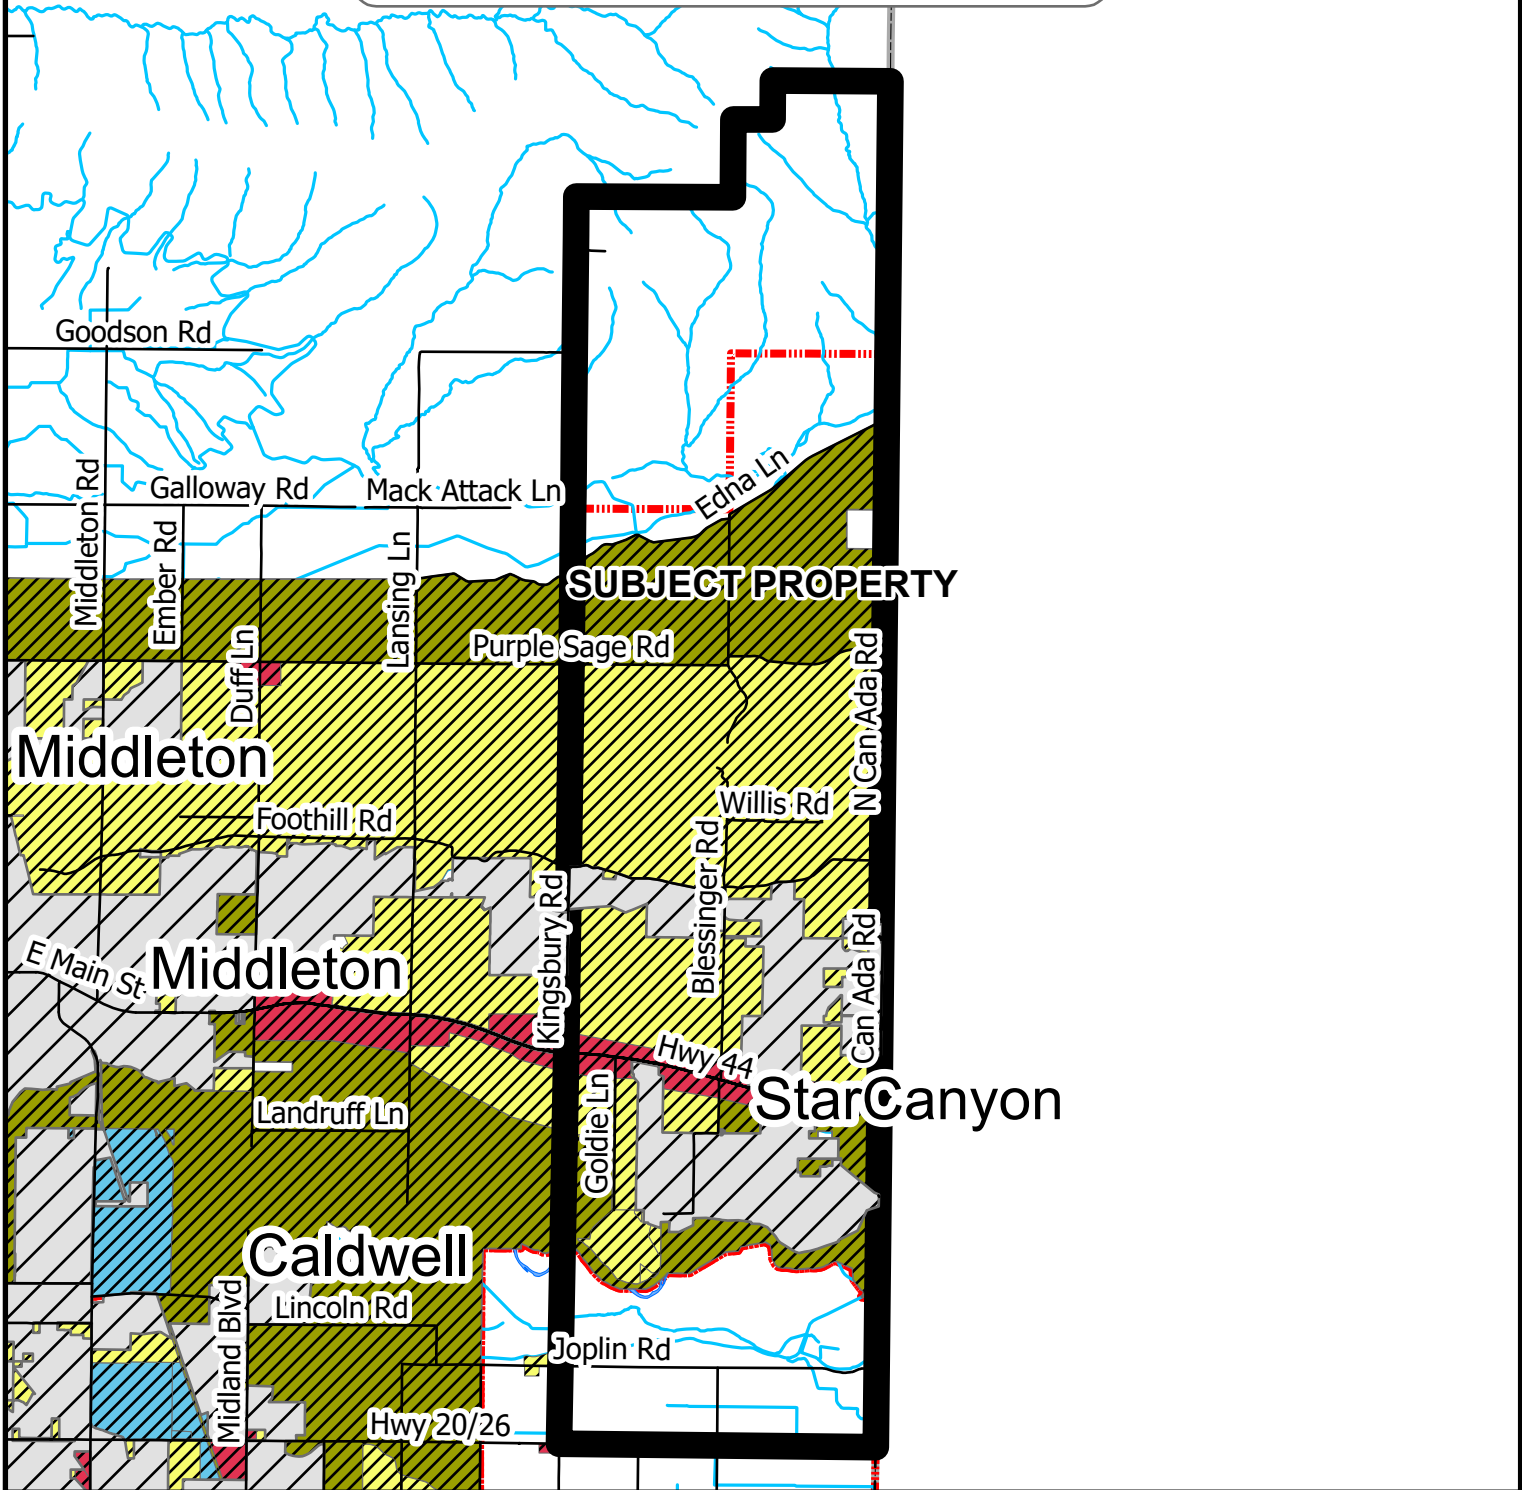 Goodson Rd
Edna Ln
Middleton Rd
Galloway Rd
Mack Attack Ln
Ember Rd
Lansing Ln
SUBJECT PROPERTY
Duff Ln
Purple Sage Rd
N Can Ada Rd
Middleton
Willis Rd
Foothill Rd
Blessinger Rd
Kingsbury Rd
Can Ada Rd
E Main St
Middleton
Hwy 44
StarCanyon
Goldie Ln
Landruff Ln
Caldwell
Midland Blvd
Lincoln Rd
Joplin Rd
Hwy 20/26